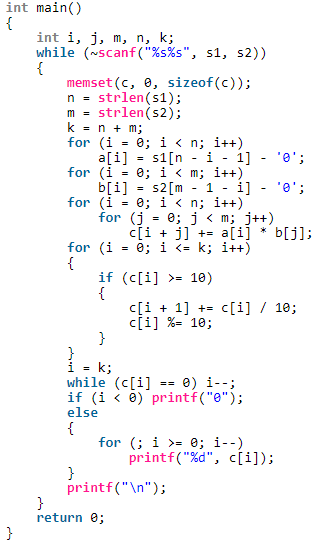 int main()
{
    int i, j, m, n, k;
    while (~scanf("%s%s", s1, s2))
    {
        memset(c, 0, sizeof(c));
        n = strlen(s1);
        m = strlen(s2);
        k = n + m;
        for (i = 0; i < n; i++)
            a[i] = s1[n - i - 1] - '0';
        for (i = 0; i < m; i++)
            b[i] = s2[m - 1 - i] - '0';
        for (i = 0; i < n; i++)
            for (j = 0; j < m; j++)
                c[i + j] += a[i] * b[j];
        for (i = 0; i <= k; i++)
        {
            if (c[i] >= 10)
            {
                c[i + 1] += c[i] / 10;
                c[i] %= 10;
            }
        }
        i = k;
        while (c[i] == 0) i--;
        if (i < 0) printf("0");
        else
        {
            for (; i >= 0; i--)
                printf("%d", c[i]);
        }
        printf("\n");
    }
    return 0;
}